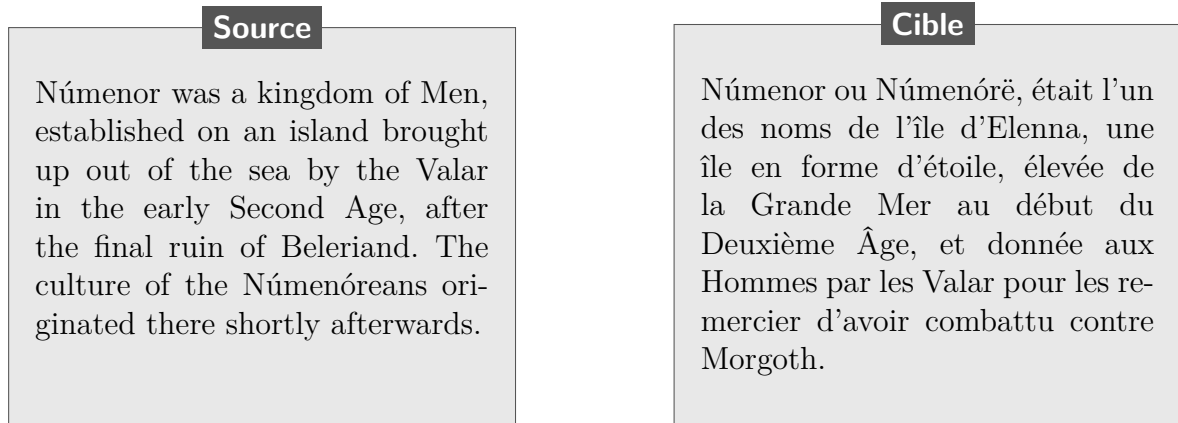 Source
Númenor was a kingdom of Men,
established on an island brought
up out of the sea by the Valar
in the early Second Age, after
the final ruin of Beleriand. The
culture of the Númenóreans ori-
ginated there shortly afterwards.
Cible
Númenor ou Númenórë, était l'un
des noms de l'île d'Elenna, une
île en forme d'étoile, élevée de
la Grande Mer au début du
Deuxième Âge, et donnée aux
Hommes par les Valar pour les re-
mercier d'avoir combattu contre
Morgoth.